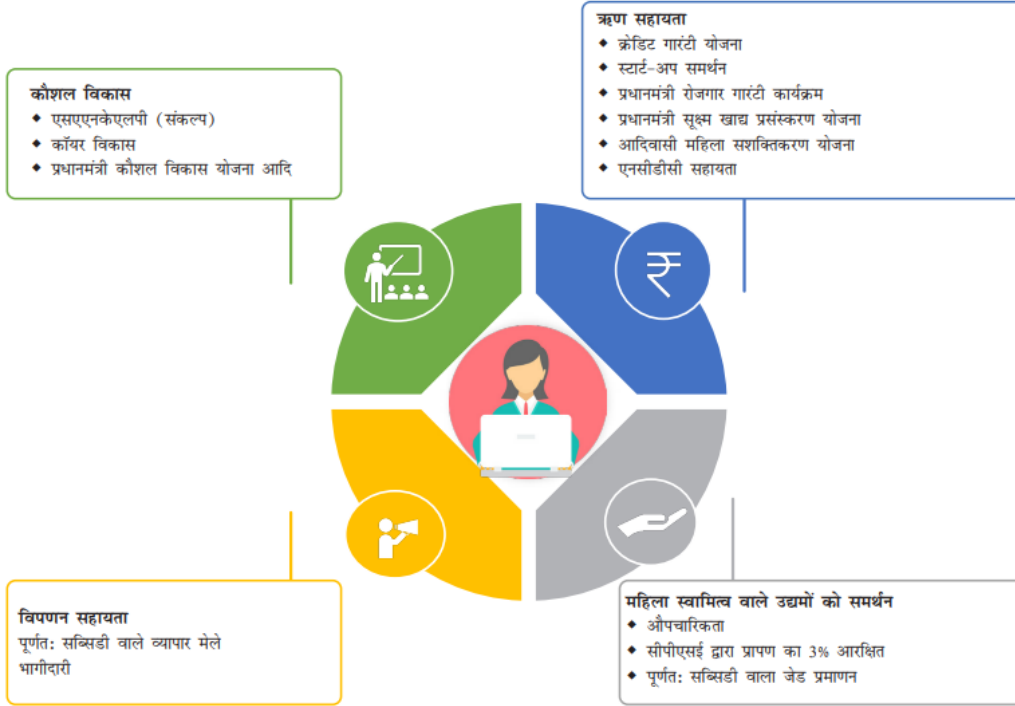 कौशल विकास
◆ एसएएनकेएलपी (संकल्प)
◆ कॉयर विकास
◆ प्रधानमंत्री कौशल विकास योजना आदि
ऋण सहायता
◆ क्रेडिट गारंटी योजना
◆ स्टार्ट-अप समर्थन
◆ प्रधानमंत्री रोजगार गारंटी कार्यक्रम
◆ प्रधानमंत्री सूक्ष्म खाद्य प्रसंस्करण योजना
◆ आदिवासी महिला सशक्तिकरण योजना
◆ एनसीडीसी सहायता
₹
विपणन सहायता
पूर्णत: सब्सिडी वाले व्यापार मेले
भागीदारी
महिला स्वामित्व वाले उद्यमों को समर्थन
◆ औपचारिकता
◆ सीपीएसई द्वारा प्रापण का 3% आरक्षित
◆ पूर्णत: सब्सिडी वाला जेड प्रमाणन